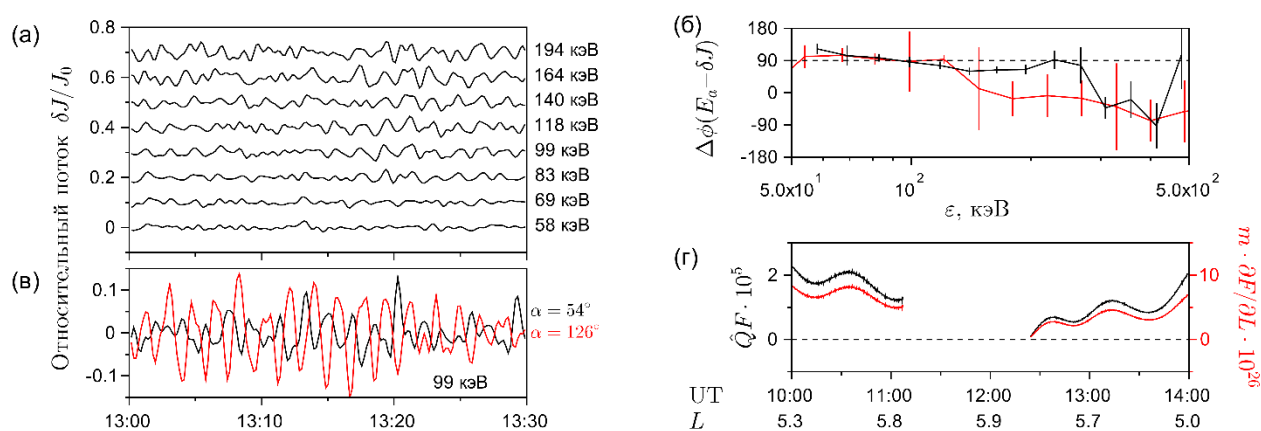 (а)
Относительный поток δJ/J₀
0.8
0.6
0.4
0.2
0
194 кэВ
164 кэВ
140 кэВ
118 кэВ
99 кэВ
83 кэВ
69 кэВ
58 кэВ
(в)
0.1
0
-0.1
α = 54°
α = 126°
99 кэВ
13:00 13:10 13:20 13:30
(б)
Δϕ(Eₐ−δJ)
180
90
0
-90
-180
5.0x10¹ 10² 5.0x10²
ε, кэВ
(г)
Q̂F · 10⁵
2
1
0
10
5
0
m · ∂F/∂L · 10²⁶
UT 10:00 11:00 12:00 13:00 14:00
L 5.3 5.8 5.9 5.7 5.0